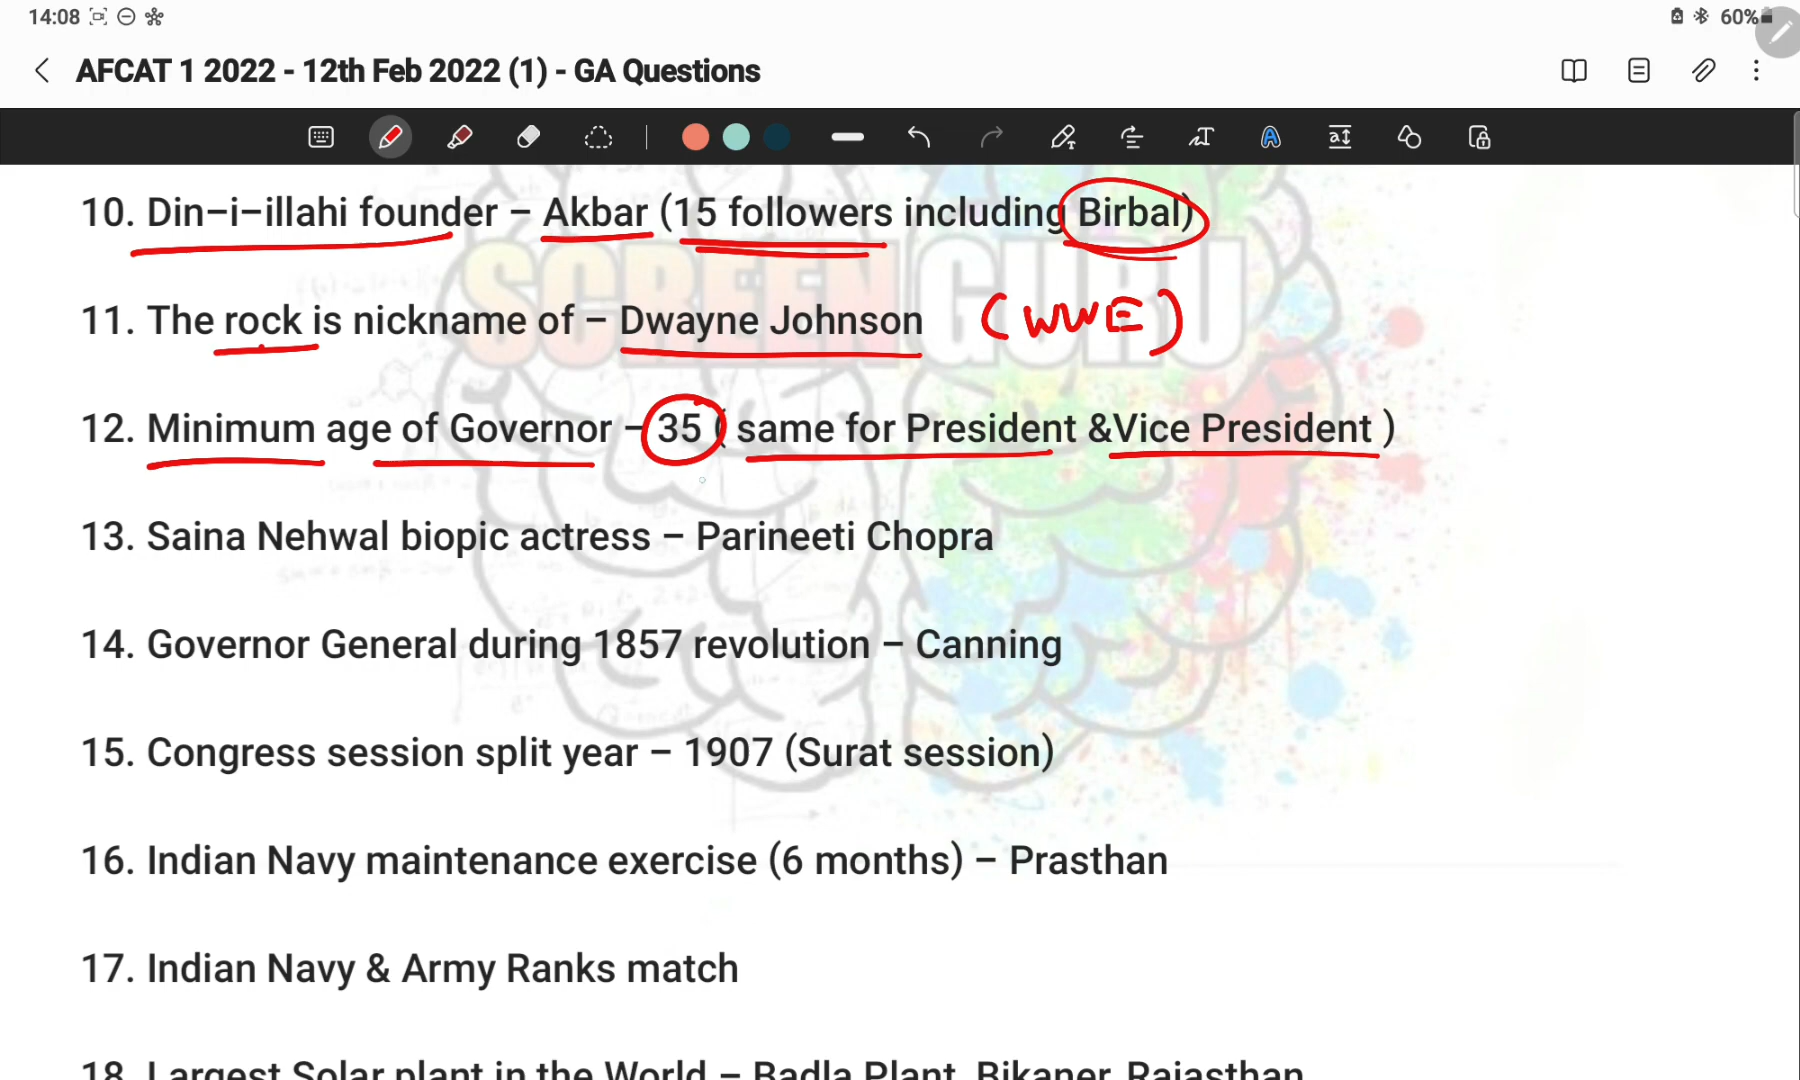 14:08
60%
AFCAT 1 2022 - 12th Feb 2022 (1) - GA Questions
10. Din-i-illahi founder – Akbar (15 followers including Birbal)
SCREEN GURU
11. The rock is nickname of – Dwayne Johnson (WWE)
12. Minimum age of Governor – 35 ( same for President &Vice President )
13. Saina Nehwal biopic actress – Parineeti Chopra
14. Governor General during 1857 revolution – Canning
15. Congress session split year – 1907 (Surat session)
16. Indian Navy maintenance exercise (6 months) – Prasthan
17. Indian Navy & Army Ranks match
18. Largest Solar plant in the World – Badla Plant, Bikaner, Rajasthan